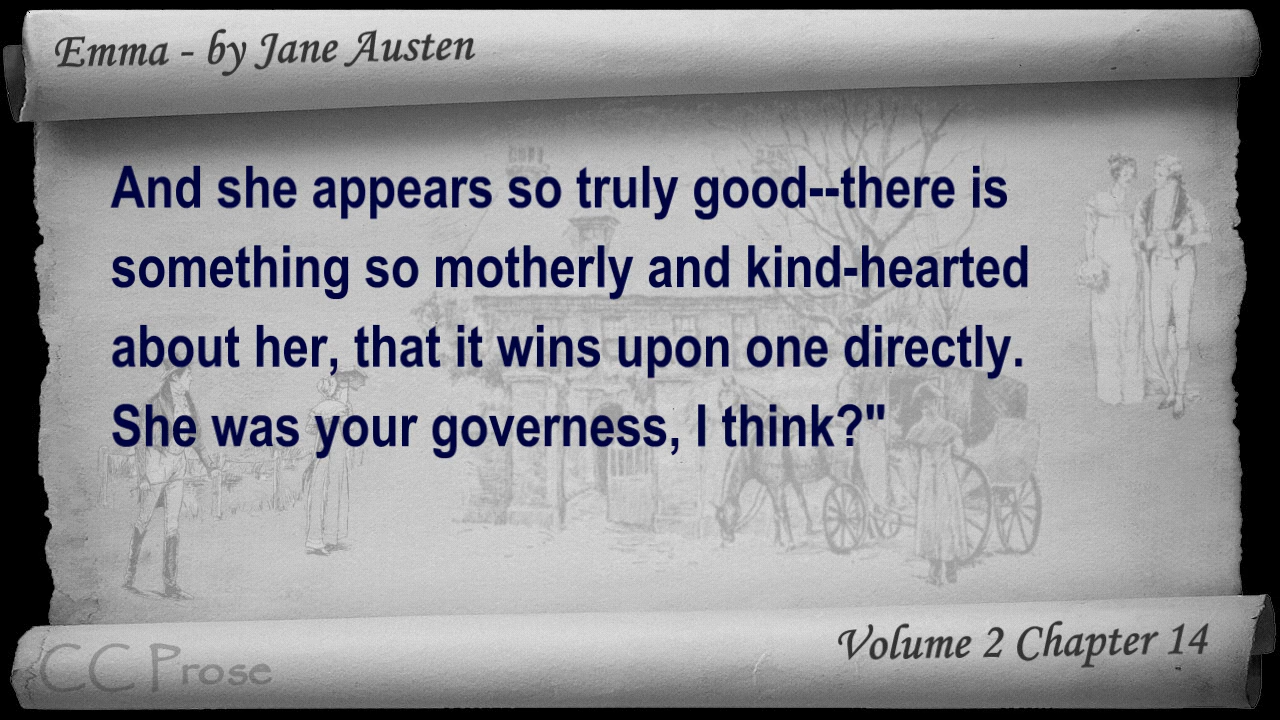 Emma - by Jane Austen
And she appears so truly good--there is
something so motherly and kind-hearted
about her, that it wins upon one directly.
She was your governess, I think?"
Volume 2 Chapter 14
CC Prose